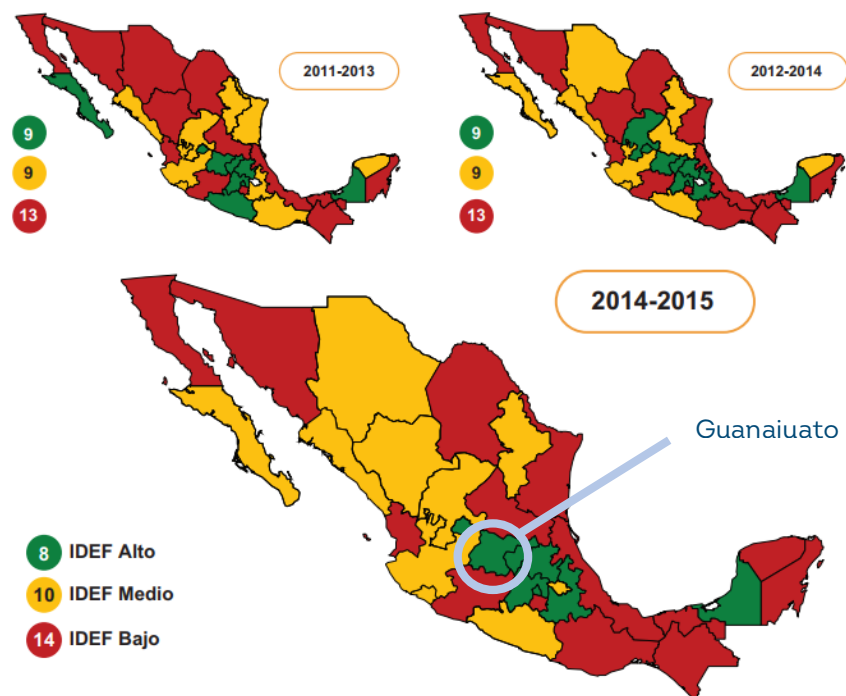 2011-2013
9
9
13
2012-2014
9
9
13
2014-2015
Guanaiuato
8 IDEF Alto
10 IDEF Medio
14 IDEF Bajo